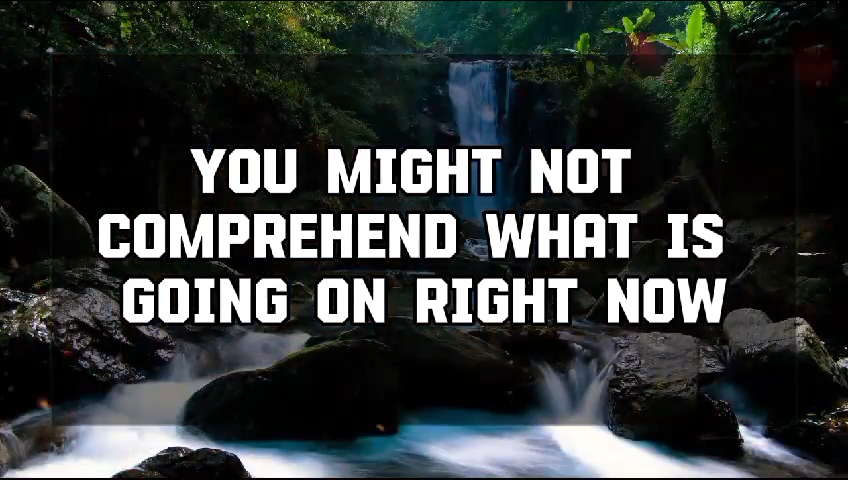 YOU MIGHT NOT
COMPREHEND WHAT IS
GOING ON RIGHT NOW